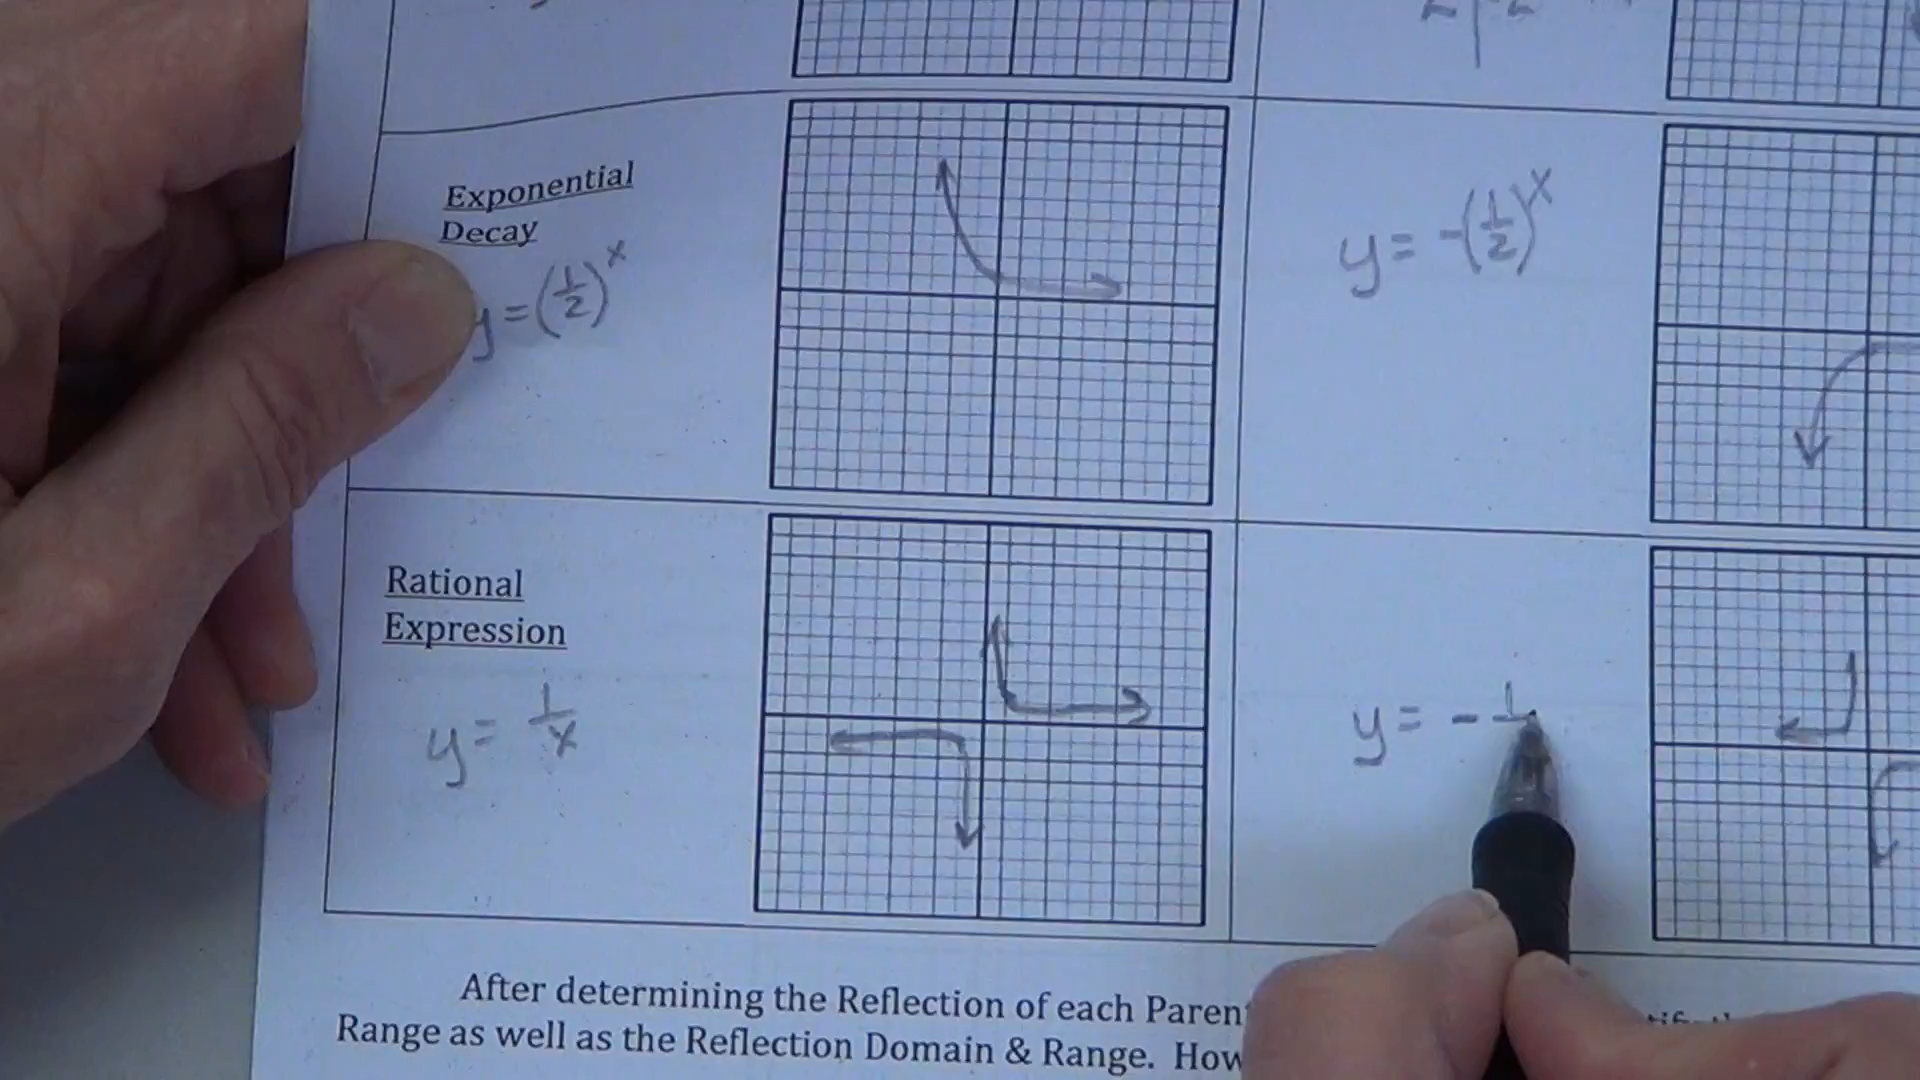 Exponential
Decay
y = (1/2)^x
y = -(1/2)^x
Rational
Expression
y = 1/x
y = - 1
After determining the Reflection of each Paren
Range as well as the Reflection Domain & Range. How